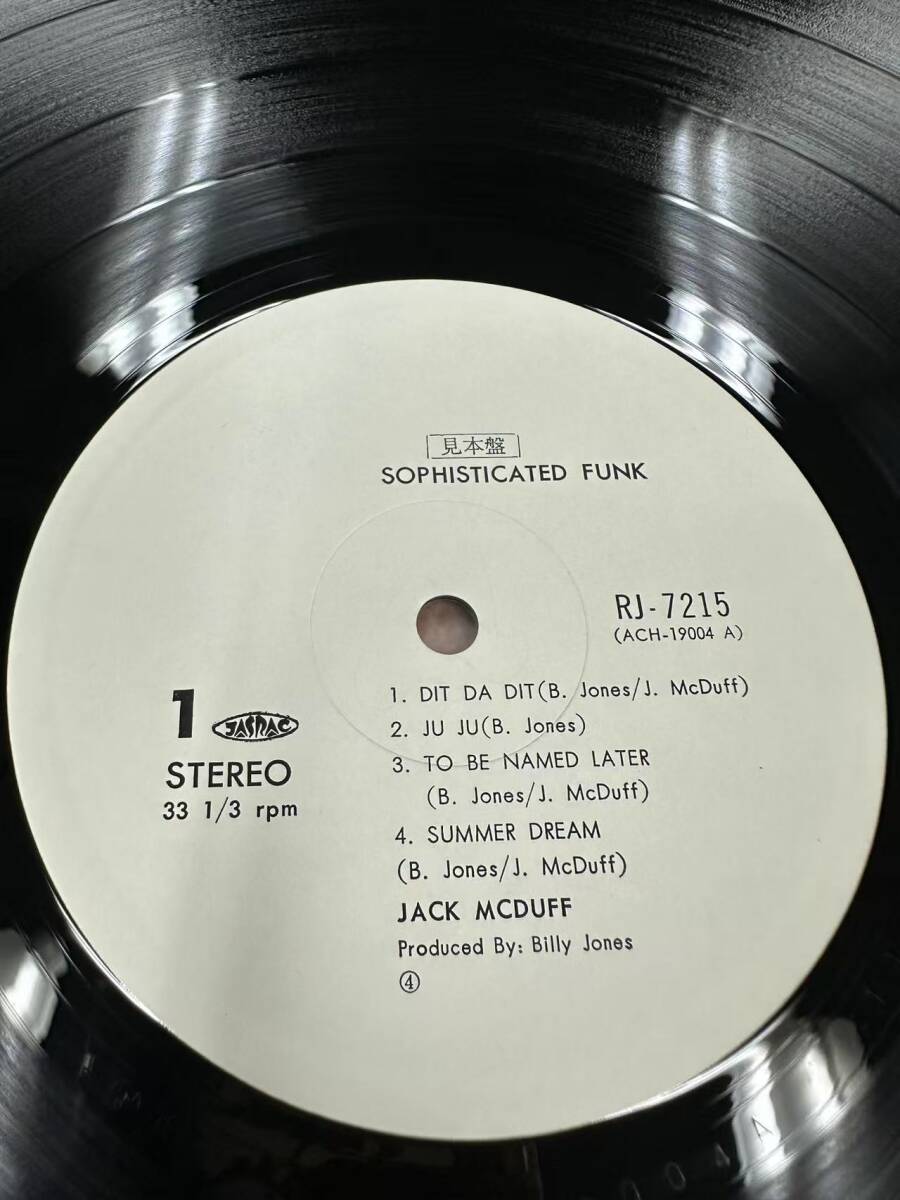 見本盤
SOPHISTICATED FUNK
RJ-7215
(ACH-19004 A)
1
JASRAC
STEREO
33 1/3 rpm
1. DIT DA DIT(B. Jones/J. McDuff)
2. JU JU(B. Jones)
3. TO BE NAMED LATER
(B. Jones/J. McDuff)
4. SUMMER DREAM
(B. Jones/J. McDuff)
JACK MCDUFF
Produced By: Billy Jones
④